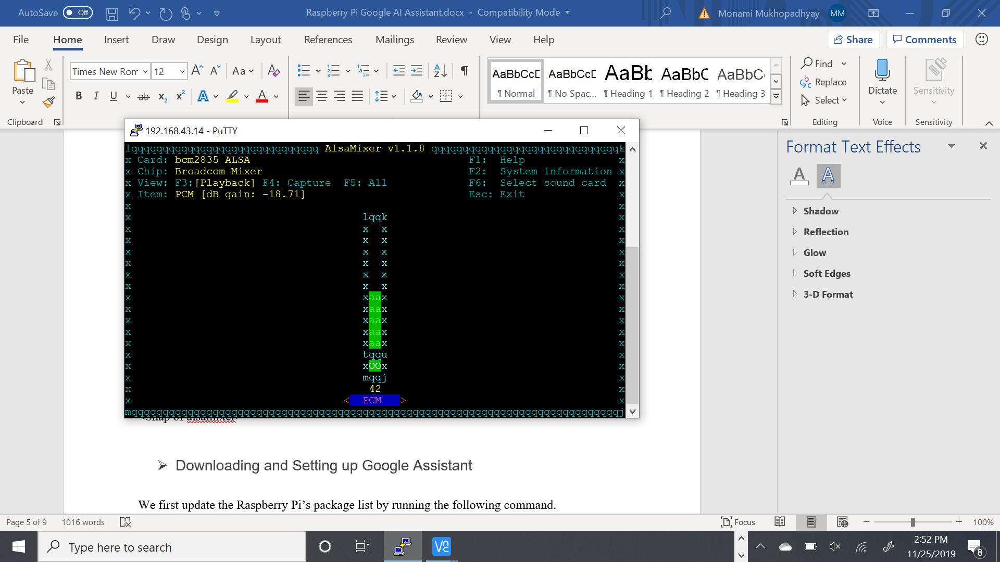 AutoSave Off Raspberry Pi Google AI Assistant.docx - Compatibility Mode Monami Mukhopadhyay MM
File Home Insert Draw Design Layout References Mailings Review View Help Share Comments
Times New Ror 12 Aa
AaBbCcD AaBbCcD AaBb AaBbC AaBbC
Find
Replace
Select
Paste
B I U ab x₂ x² A A
¶ Normal ¶ No Spac... ¶ Heading 1 ¶ Heading 2 ¶ Heading 3
Dictate Sensitivity
Clipboard Editing Voice Sensitivity
192.168.43.14 - PuTTY
lqqqqqqqqqqqqqqqqqqqqqqqqqqqqqq AlsaMixer v1.1.8 qqqqqqqqqqqqqqqqqqqqqqqqqqqqqqk
x Card: bcm2835 ALSA F1: Help x
x Chip: Broadcom Mixer F2: System information x
x View: F3:[Playback] F4: Capture F5: All F6: Select sound card x
x Item: PCM [dB gain: -18.71] Esc: Exit x
x x
x lqqk x
x x x x
x x x x
x x x x
x x x x
x x x x
x x x x
x xaax x
x xaax x
x xaax x
x xaax x
x xaax x
x tqqu x
x xOOx x
x mqqj x
x 42 x
x < PCM > x
mqqqqqqqqqqqqqqqqqqqqqqqqqqqqqqqqqqqqqqqqqqqqqqqqqqqqqqqqqqqqqqqqqqqqqqqqqqqqqqj
<Snap of alsamixer>
➢ Downloading and Setting up Google Assistant
We first update the Raspberry Pi’s package list by running the following command.
Format Text Effects
A A
Shadow
Reflection
Glow
Soft Edges
3-D Format
Page 5 of 9 1016 words Focus 100%
Type here to search
2:52 PM
11/25/2019
8